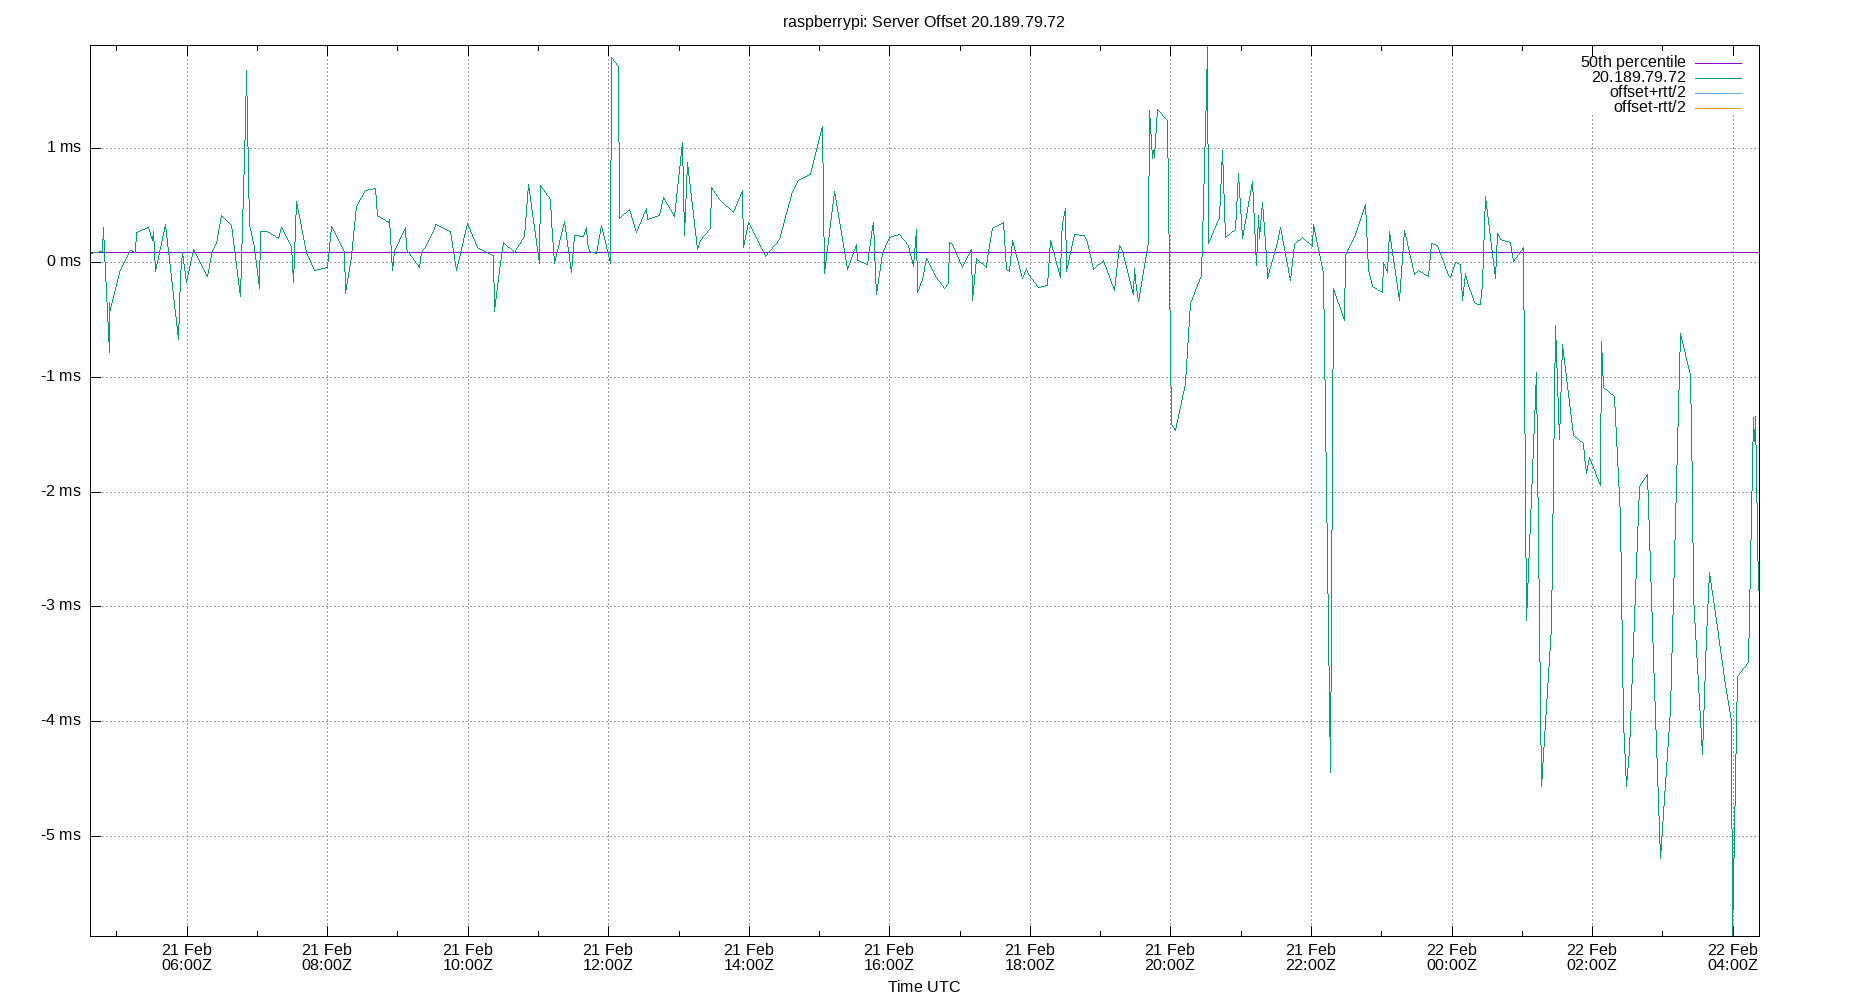 raspberrypi: Server Offset 20.189.79.72
50th percentile
20.189.79.72
offset+rtt/2
offset-rtt/2
1 ms
0 ms
-1 ms
-2 ms
-3 ms
-4 ms
-5 ms
21 Feb 21 Feb 21 Feb 21 Feb 21 Feb 21 Feb 21 Feb 21 Feb 21 Feb 22 Feb 22 Feb 22 Feb
06:00Z 08:00Z 10:00Z 12:00Z 14:00Z 16:00Z 18:00Z 20:00Z 22:00Z 00:00Z 02:00Z 04:00Z
Time UTC